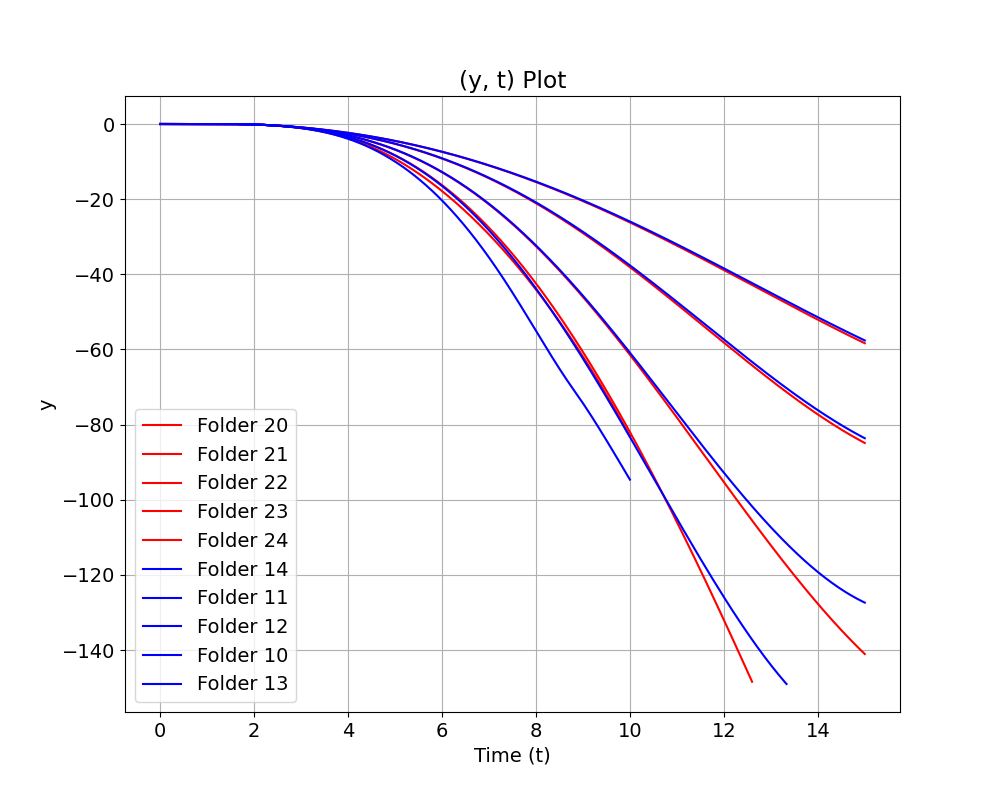 (y, t) Plot
0
−20
−40
−60
−80
−100
−120
−140
y
Folder 20
Folder 21
Folder 22
Folder 23
Folder 24
Folder 14
Folder 11
Folder 12
Folder 10
Folder 13
0 2 4 6 8 10 12 14
Time (t)